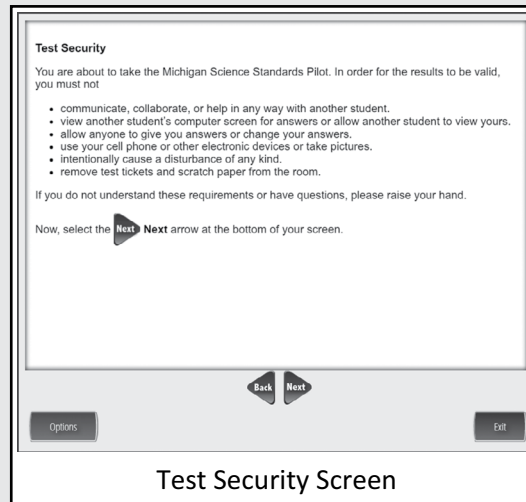 Test Security
You are about to take the Michigan Science Standards Pilot. In order for the results to be valid,
you must not
• communicate, collaborate, or help in any way with another student.
• view another student's computer screen for answers or allow another student to view yours.
• allow anyone to give you answers or change your answers.
• use your cell phone or other electronic devices or take pictures.
• intentionally cause a disturbance of any kind.
• remove test tickets and scratch paper from the room.
If you do not understand these requirements or have questions, please raise your hand.
Now, select the Next Next arrow at the bottom of your screen.
Back Next
Options Exit
Test Security Screen